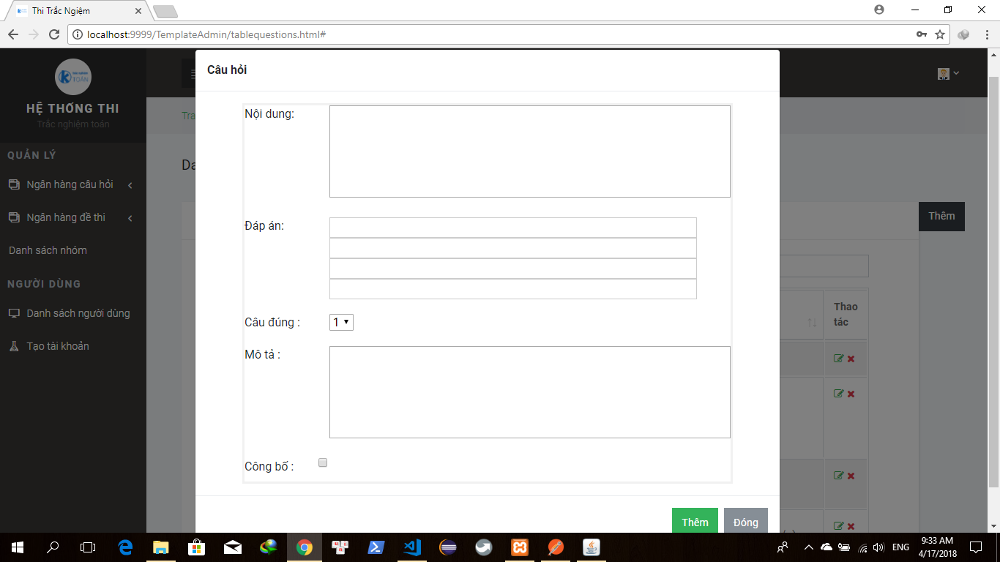 Thi Trắc Ngiệm
localhost:9999/TemplateAdmin/tablequestions.html#
TOÁN
HỆ THỐNG THI
Trắc nghiệm toán
QUẢN LÝ
Ngân hàng câu hỏi
Ngân hàng đề thi
Danh sách nhóm
NGƯỜI DÙNG
Danh sách người dùng
Tạo tài khoản
Tra
Da
Câu hỏi
Nội dung:
Đáp án:
Câu đúng :
1
Mô tả :
Công bố :
Thêm
Đóng
Thêm
Thao
tác
ENG
9:33 AM
4/17/2018